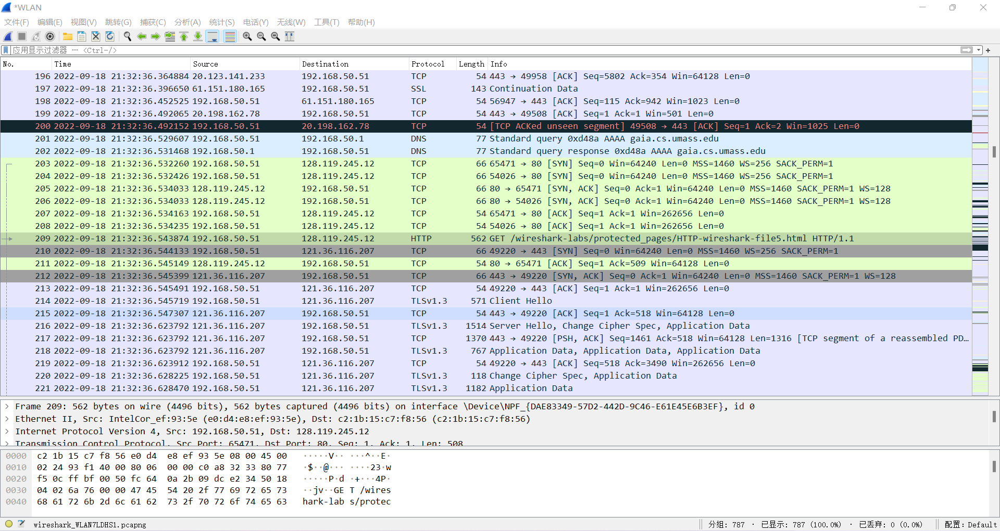 *WLAN
文件(F) 编辑(E) 视图(V) 跳转(G) 捕获(C) 分析(A) 统计(S) 电话(Y) 无线(W) 工具(T) 帮助(H)
应用显示过滤器 … <Ctrl-/>
No. Time Source Destination Protocol Length Info
196 2022-09-18 21:32:36.364884 20.123.141.233 192.168.50.51 TCP 54 443 → 49958 [ACK] Seq=5802 Ack=354 Win=64128 Len=0
197 2022-09-18 21:32:36.396650 61.151.180.165 192.168.50.51 SSL 143 Continuation Data
198 2022-09-18 21:32:36.452525 192.168.50.51 61.151.180.165 TCP 54 56947 → 443 [ACK] Seq=115 Ack=942 Win=1023 Len=0
199 2022-09-18 21:32:36.492065 20.198.162.78 192.168.50.51 TCP 54 443 → 49508 [ACK] Seq=1 Ack=1 Win=501 Len=0
200 2022-09-18 21:32:36.492152 192.168.50.51 20.198.162.78 TCP 54 [TCP ACKed unseen segment] 49508 → 443 [ACK] Seq=1 Ack=2 Win=1025 Len=0
201 2022-09-18 21:32:36.529607 192.168.50.51 192.168.50.1 DNS 77 Standard query 0xd48a AAAA gaia.cs.umass.edu
202 2022-09-18 21:32:36.531468 192.168.50.1 192.168.50.51 DNS 77 Standard query response 0xd48a AAAA gaia.cs.umass.edu
203 2022-09-18 21:32:36.532260 192.168.50.51 128.119.245.12 TCP 66 65471 → 80 [SYN] Seq=0 Win=64240 Len=0 MSS=1460 WS=256 SACK_PERM=1
204 2022-09-18 21:32:36.532426 192.168.50.51 128.119.245.12 TCP 66 54026 → 80 [SYN] Seq=0 Win=64240 Len=0 MSS=1460 WS=256 SACK_PERM=1
205 2022-09-18 21:32:36.534033 128.119.245.12 192.168.50.51 TCP 66 80 → 65471 [SYN, ACK] Seq=0 Ack=1 Win=64240 Len=0 MSS=1460 SACK_PERM=1 WS=128
206 2022-09-18 21:32:36.534033 128.119.245.12 192.168.50.51 TCP 66 80 → 54026 [SYN, ACK] Seq=0 Ack=1 Win=64240 Len=0 MSS=1460 SACK_PERM=1 WS=128
207 2022-09-18 21:32:36.534163 192.168.50.51 128.119.245.12 TCP 54 65471 → 80 [ACK] Seq=1 Ack=1 Win=262656 Len=0
208 2022-09-18 21:32:36.534235 192.168.50.51 128.119.245.12 TCP 54 54026 → 80 [ACK] Seq=1 Ack=1 Win=262656 Len=0
209 2022-09-18 21:32:36.543874 192.168.50.51 128.119.245.12 HTTP 562 GET /wireshark-labs/protected_pages/HTTP-wireshark-file5.html HTTP/1.1
210 2022-09-18 21:32:36.544133 192.168.50.51 121.36.116.207 TCP 66 49220 → 443 [SYN] Seq=0 Win=64240 Len=0 MSS=1460 WS=256 SACK_PERM=1
211 2022-09-18 21:32:36.545149 128.119.245.12 192.168.50.51 TCP 54 80 → 65471 [ACK] Seq=1 Ack=509 Win=64128 Len=0
212 2022-09-18 21:32:36.545399 121.36.116.207 192.168.50.51 TCP 66 443 → 49220 [SYN, ACK] Seq=0 Ack=1 Win=64240 Len=0 MSS=1460 SACK_PERM=1 WS=128
213 2022-09-18 21:32:36.545491 192.168.50.51 121.36.116.207 TCP 54 49220 → 443 [ACK] Seq=1 Ack=1 Win=262656 Len=0
214 2022-09-18 21:32:36.545719 192.168.50.51 121.36.116.207 TLSv1.3 571 Client Hello
215 2022-09-18 21:32:36.547307 121.36.116.207 192.168.50.51 TCP 54 443 → 49220 [ACK] Seq=1 Ack=518 Win=64128 Len=0
216 2022-09-18 21:32:36.623792 121.36.116.207 192.168.50.51 TLSv1.3 1514 Server Hello, Change Cipher Spec, Application Data
217 2022-09-18 21:32:36.623792 121.36.116.207 192.168.50.51 TCP 1370 443 → 49220 [PSH, ACK] Seq=1461 Ack=518 Win=64128 Len=1316 [TCP segment of a reassembled PD…
218 2022-09-18 21:32:36.623792 121.36.116.207 192.168.50.51 TLSv1.3 767 Application Data, Application Data, Application Data
219 2022-09-18 21:32:36.623912 192.168.50.51 121.36.116.207 TCP 54 49220 → 443 [ACK] Seq=518 Ack=3490 Win=262656 Len=0
220 2022-09-18 21:32:36.628225 192.168.50.51 121.36.116.207 TLSv1.3 118 Change Cipher Spec, Application Data
221 2022-09-18 21:32:36.628470 192.168.50.51 121.36.116.207 TLSv1.3 1182 Application Data
Frame 209: 562 bytes on wire (4496 bits), 562 bytes captured (4496 bits) on interface \Device\NPF_{DAE83349-57D2-442D-9C46-E61E45E6B3EF}, id 0
Ethernet II, Src: IntelCor_ef:93:5e (e0:d4:e8:ef:93:5e), Dst: c2:1b:15:c7:f8:56 (c2:1b:15:c7:f8:56)
Internet Protocol Version 4, Src: 192.168.50.51, Dst: 128.119.245.12
Transmission Control Protocol, Src Port: 65471, Dst Port: 80, Seq: 1, Ack: 1, Len: 508
0000 c2 1b 15 c7 f8 56 e0 d4 e8 ef 93 5e 08 00 45 00 ·····V·· ···^··E·
0010 02 24 93 f1 40 00 80 06 00 00 c0 a8 32 33 80 77 ·$··@··· ····23·w
0020 f5 0c ff bf 00 50 fc 64 0a 2b 09 dc e2 34 50 18 ·····P·d ·+···4P·
0030 04 02 6a 76 00 00 47 45 54 20 2f 77 69 72 65 73 ··jv··GE T /wires
0040 68 61 72 6b 2d 6c 61 62 73 2f 70 72 6f 74 65 63 hark-lab s/protec
wireshark_WLAN7LDHS1.pcapng 分组: 787 · 已显示: 787 (100.0%) · 已丢弃: 0 (0.0%) 配置: Default